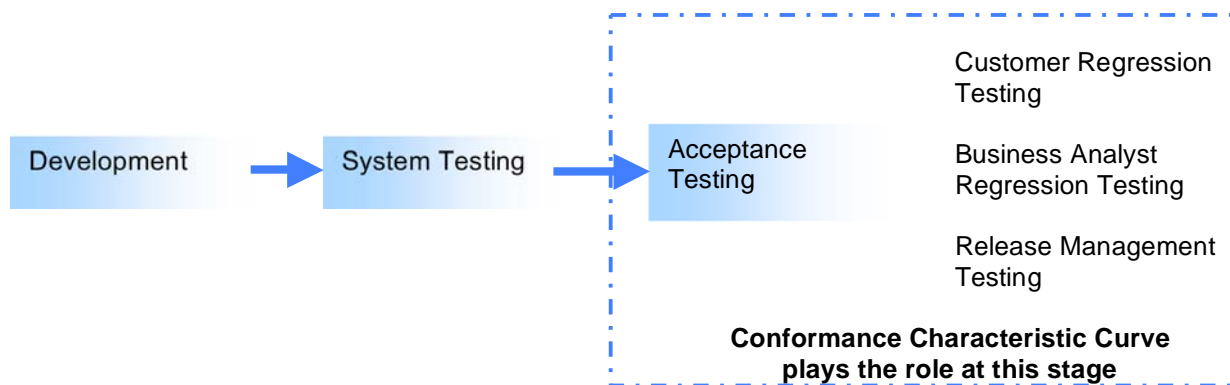 Development
System Testing
Acceptance
Testing
Customer Regression
Testing
Business Analyst
Regression Testing
Release Management
Testing
Conformance Characteristic Curve
plays the role at this stage